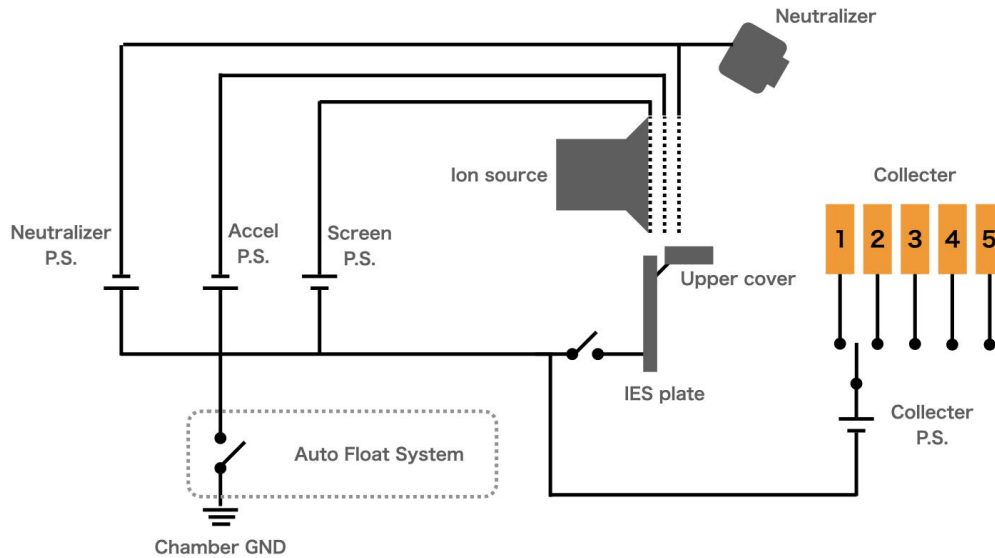 Neutralizer
Ion source
Collecter
1 2 3 4 5
Neutralizer
P.S.
Accel
P.S.
Screen
P.S.
Upper cover
IES plate
Collecter
P.S.
Auto Float System
Chamber GND